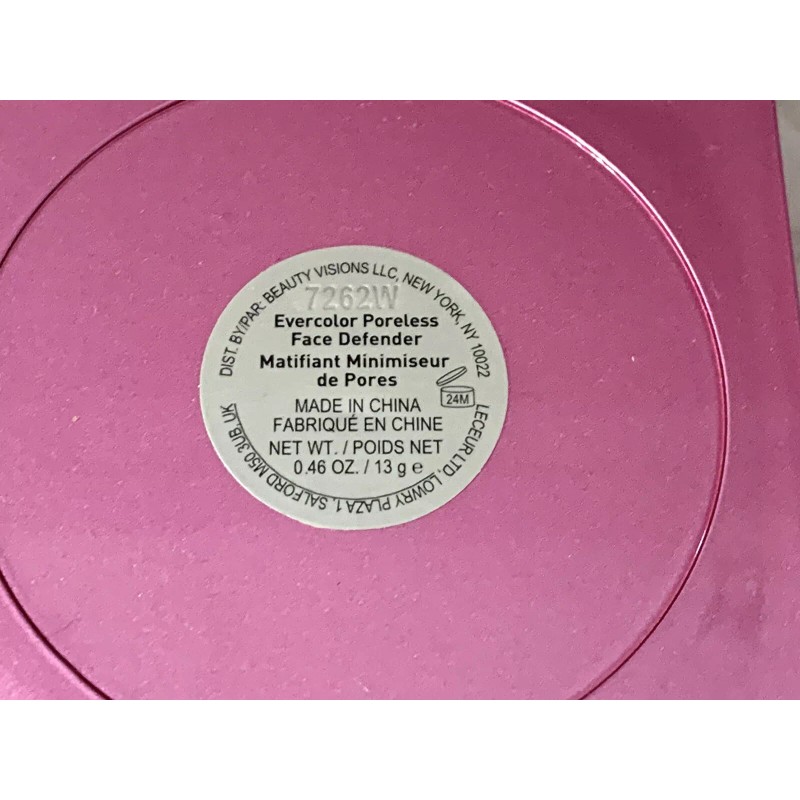 DIST. BY/PAR: BEAUTY VISIONS LLC, NEW YORK, NY 10022
7262W
Evercolor Poreless
Face Defender
Matifiant Minimiseur
de Pores
24M
MADE IN CHINA
FABRIQUÉ EN CHINE
NET WT. / POIDS NET
0.46 OZ. / 13 g e
LECEUR LTD, LOWRY PLAZA1, SALFORD M50 3UB, UK